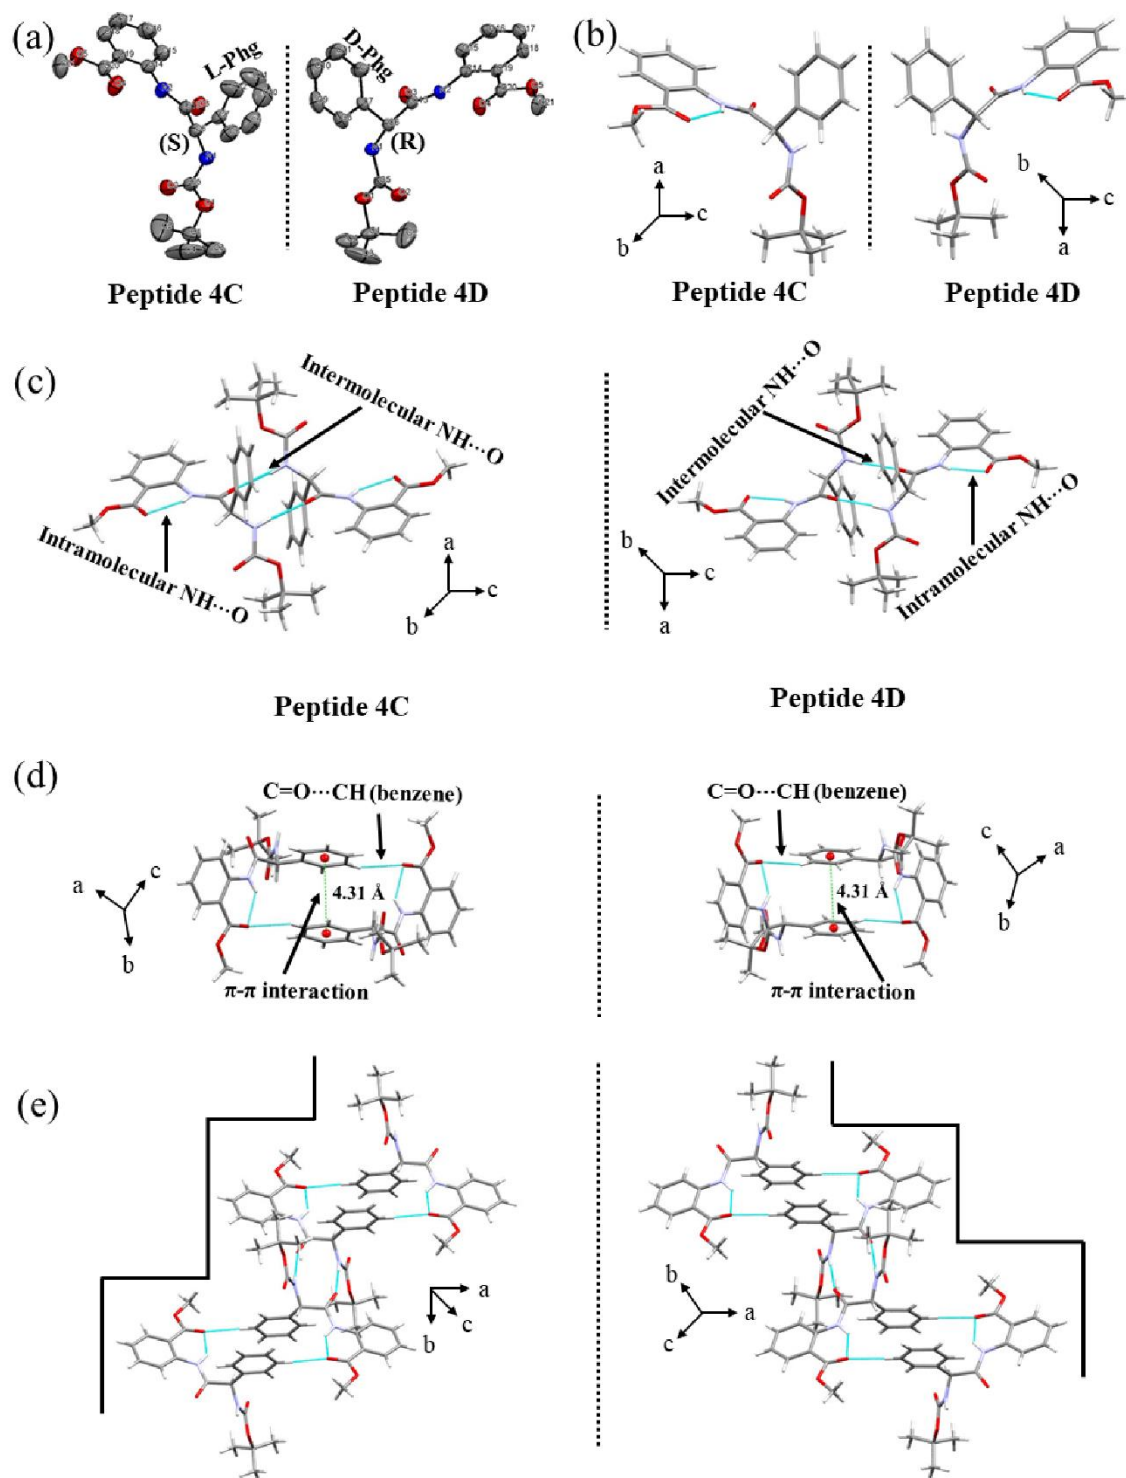 (a)
L-Phg
(S)
D-Phg
(R)
Peptide 4C
Peptide 4D
(b)
a
c
b
b
c
a
Peptide 4C
Peptide 4D
(c)
Intermolecular NH···O
Intramolecular NH···O
a
c
b
Intermolecular NH···O
Intramolecular NH···O
b
c
a
Peptide 4C
Peptide 4D
(d)
C=O···CH (benzene)
a
c
b
4.31 Å
π-π interaction
C=O···CH (benzene)
4.31 Å
c
a
b
π-π interaction
(e)
a
c
b
b
a
c